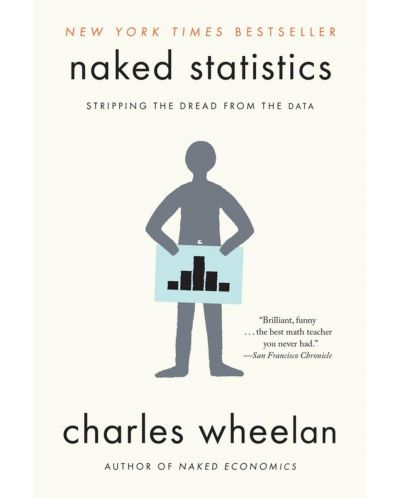 NEW YORK TIMES BESTSELLER
naked statistics
STRIPPING THE DREAD FROM THE DATA
“Brilliant, funny
. . . the best math teacher
you never had.”
—San Francisco Chronicle
charles wheelan
AUTHOR OF NAKED ECONOMICS